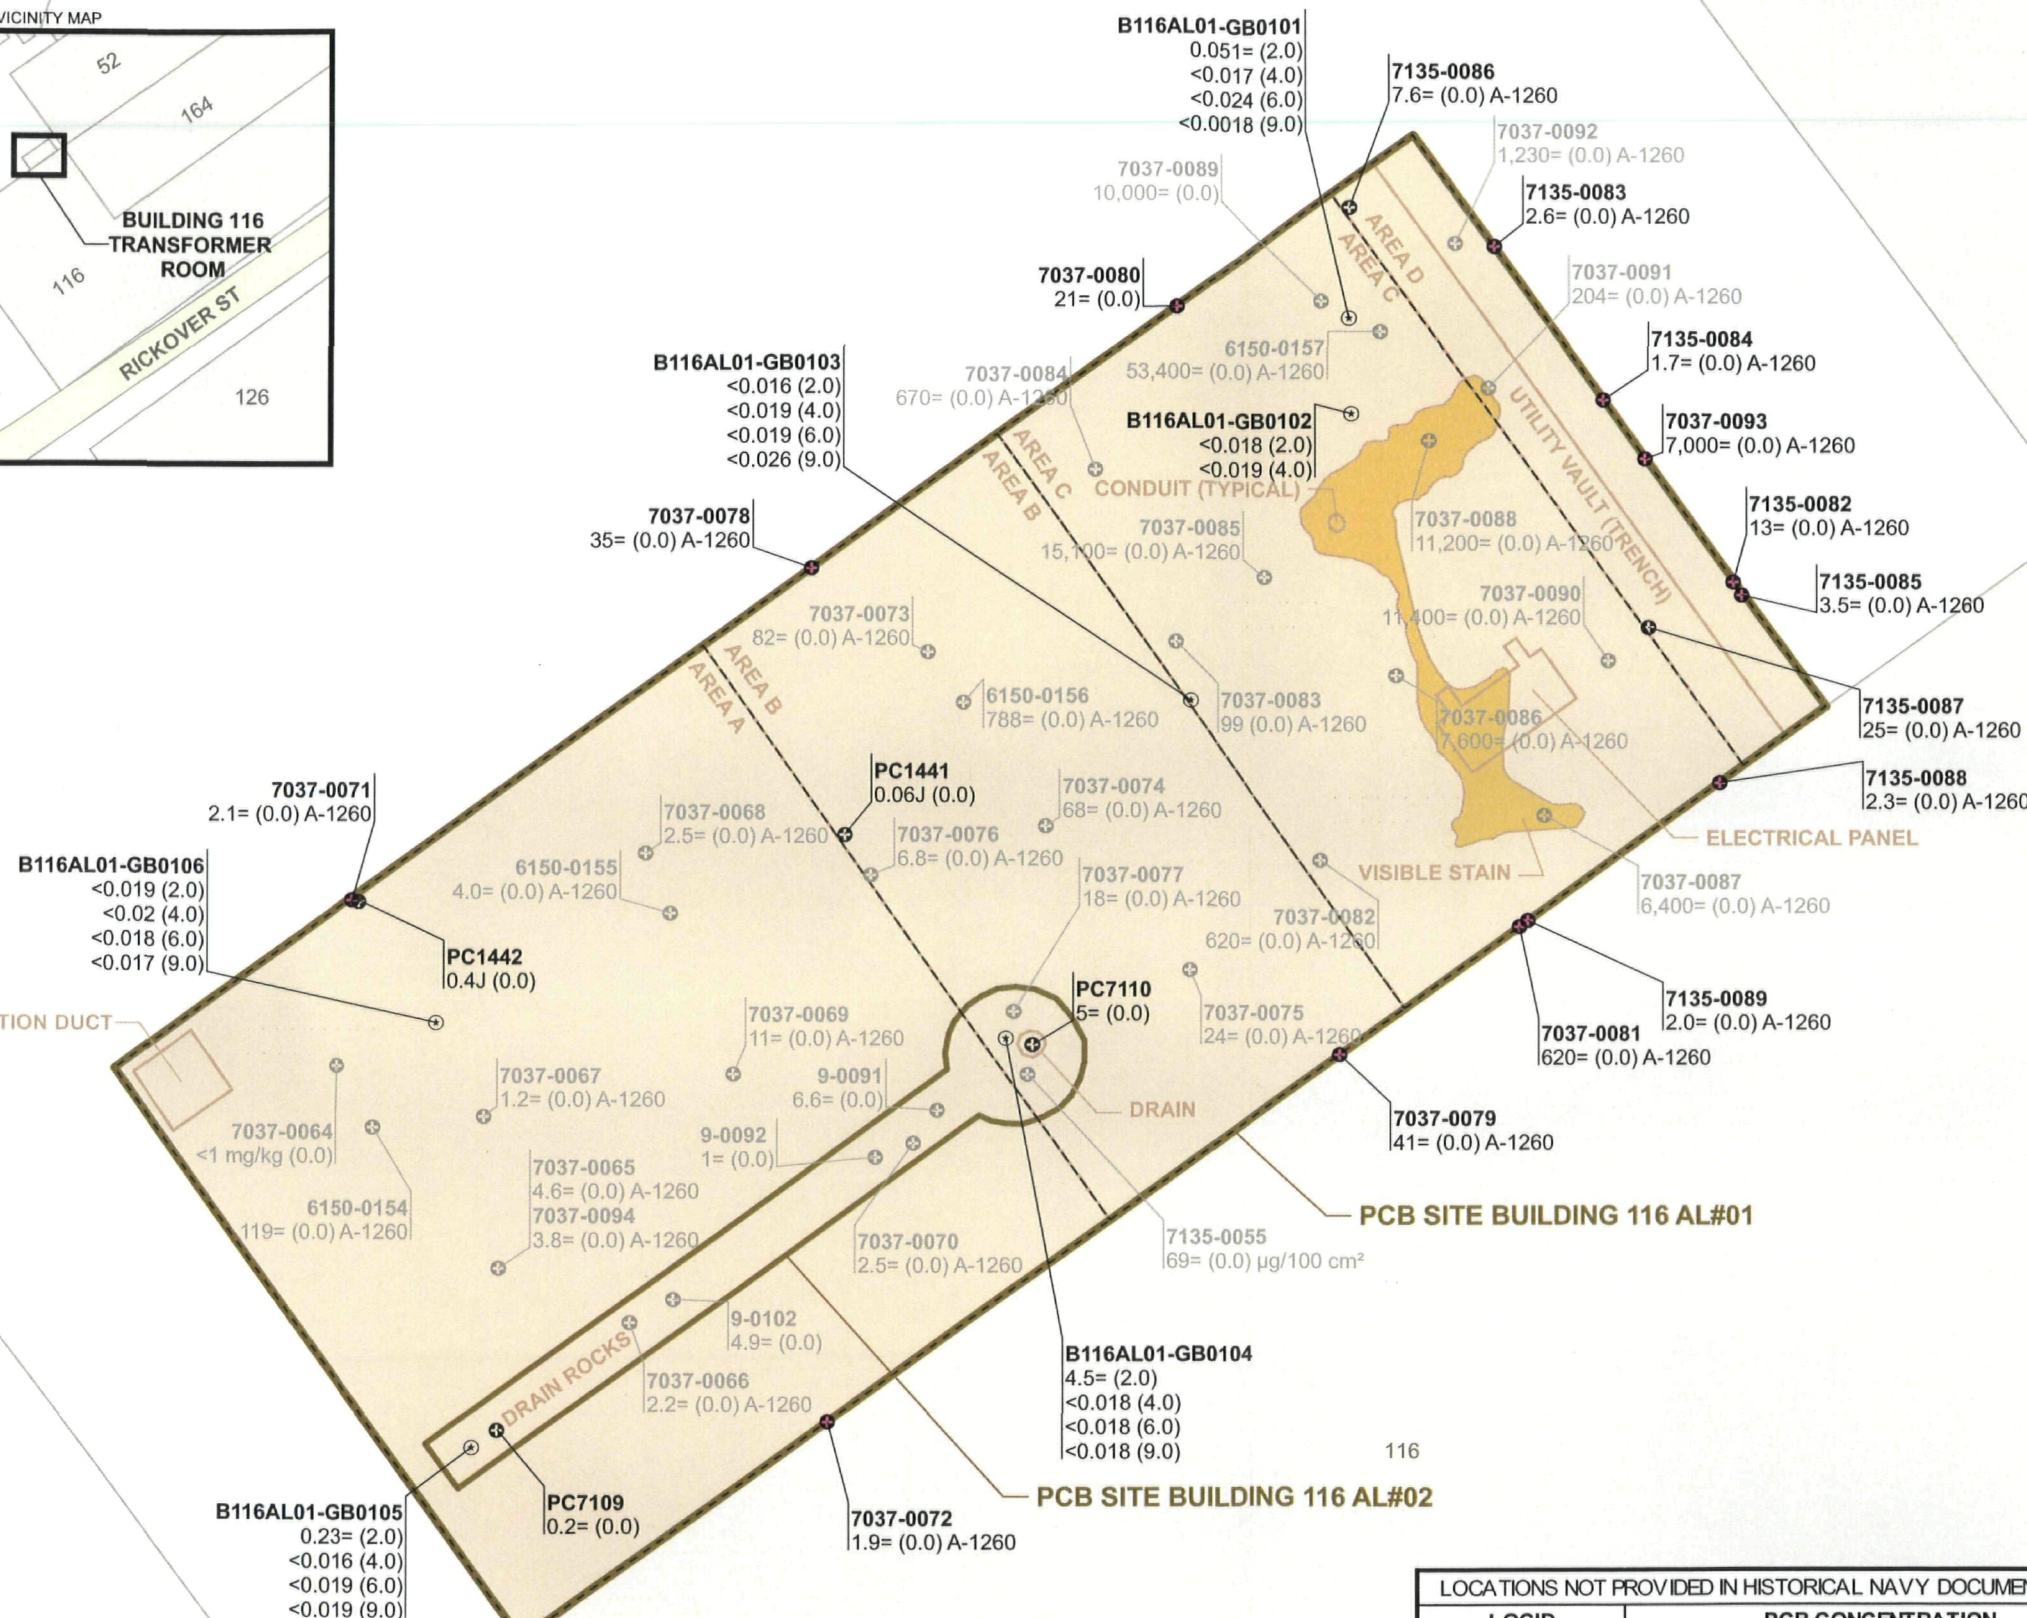 VICINITY MAP
52
164
BUILDING 116
TRANSFORMER
ROOM
116
RICKOVER ST
126
B116AL01-GB0101
0.051= (2.0)
<0.017 (4.0)
<0.024 (6.0)
<0.0018 (9.0)
7135-0086
7.6= (0.0) A-1260
7037-0092
1,230= (0.0) A-1260
7037-0089
10,000= (0.0)
7135-0083
2.6= (0.0) A-1260
AREA D
AREA C
7037-0080
21= (0.0)
7037-0091
204= (0.0) A-1260
6150-0157
53,400= (0.0) A-1260
7135-0084
1.7= (0.0) A-1260
B116AL01-GB0103
<0.016 (2.0)
<0.019 (4.0)
<0.019 (6.0)
<0.026 (9.0)
7037-0084
670= (0.0) A-1260
B116AL01-GB0102
<0.018 (2.0)
<0.019 (4.0)
7037-0093
7,000= (0.0) A-1260
AREA C
AREA B
CONDUIT (TYPICAL)
UTILITY VAULT (TRENCH)
7135-0082
13= (0.0) A-1260
7037-0078
35= (0.0) A-1260
7037-0085
15,100= (0.0) A-1260
7037-0088
11,200= (0.0) A-1260
7135-0085
3.5= (0.0) A-1260
7037-0090
11,400= (0.0) A-1260
7037-0073
82= (0.0) A-1260
AREA B
AREA A
6150-0156
788= (0.0) A-1260
7037-0083
99 (0.0) A-1260
7037-0086
7,600= (0.0) A-1260
7135-0087
25= (0.0) A-1260
7135-0088
2.3= (0.0) A-1260
7037-0071
2.1= (0.0) A-1260
PC1441
0.06J (0.0)
7037-0074
68= (0.0) A-1260
7037-0068
2.5= (0.0) A-1260
7037-0076
6.8= (0.0) A-1260
ELECTRICAL PANEL
B116AL01-GB0106
<0.019 (2.0)
<0.02 (4.0)
<0.018 (6.0)
<0.017 (9.0)
6150-0155
4.0= (0.0) A-1260
7037-0077
18= (0.0) A-1260
VISIBLE STAIN
7037-0087
6,400= (0.0) A-1260
7037-0082
620= (0.0) A-1260
PC1442
0.4J (0.0)
PC7110
5= (0.0)
7135-0089
2.0= (0.0) A-1260
TION DUCT
7037-0069
11= (0.0) A-1260
7037-0075
24= (0.0) A-1260
7037-0081
620= (0.0) A-1260
7037-0067
1.2= (0.0) A-1260
9-0091
6.6= (0.0)
DRAIN
7037-0079
41= (0.0) A-1260
7037-0064
<1 mg/kg (0.0)
9-0092
1= (0.0)
7037-0065
4.6= (0.0) A-1260
7037-0094
3.8= (0.0) A-1260
6150-0154
119= (0.0) A-1260
PCB SITE BUILDING 116 AL#01
7037-0070
2.5= (0.0) A-1260
7135-0055
69= (0.0) µg/100 cm²
9-0102
4.9= (0.0)
DRAIN ROCKS
7037-0066
2.2= (0.0) A-1260
B116AL01-GB0104
4.5= (2.0)
<0.018 (4.0)
<0.018 (6.0)
<0.018 (9.0)
116
PCB SITE BUILDING 116 AL#02
B116AL01-GB0105
0.23= (2.0)
<0.016 (4.0)
<0.019 (6.0)
<0.019 (9.0)
PC7109
0.2= (0.0)
7037-0072
1.9= (0.0) A-1260
LOCATIONS NOT PROVIDED IN HISTORICAL NAVY DOCUMEN
LOCID
PCB CONCENTRATION